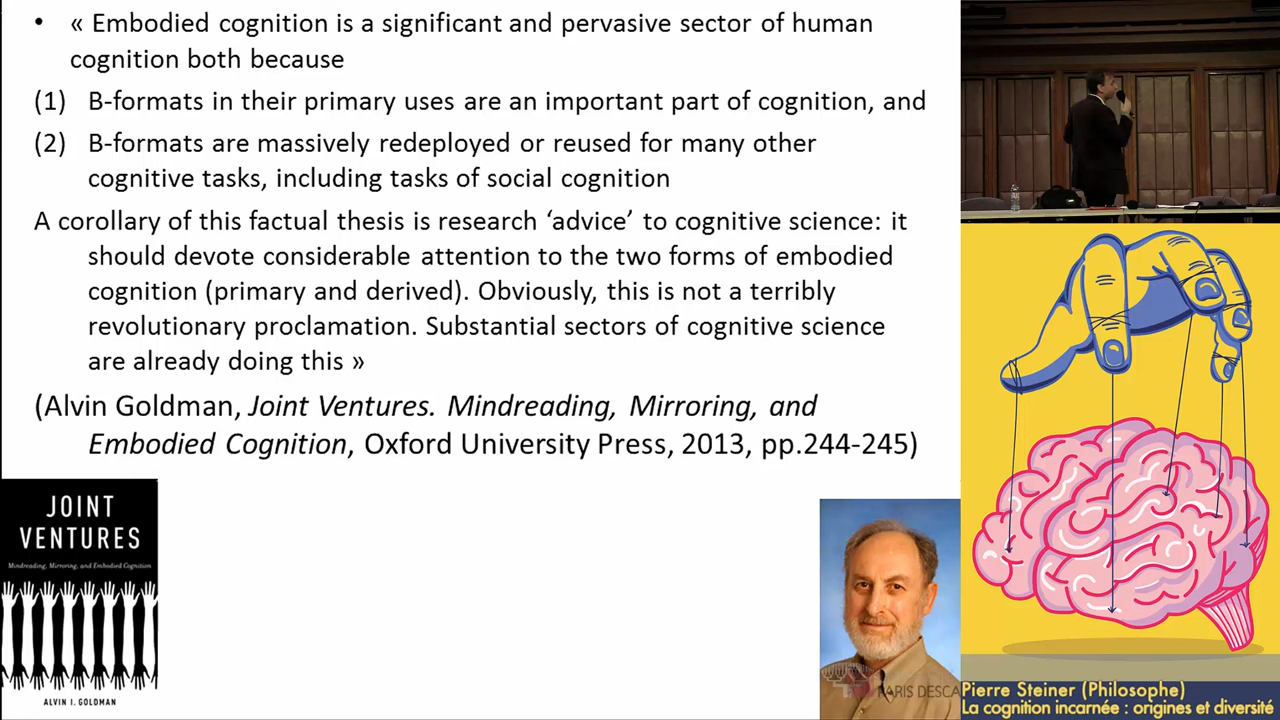 • « Embodied cognition is a significant and pervasive sector of human
cognition both because
(1) B-formats in their primary uses are an important part of cognition, and
(2) B-formats are massively redeployed or reused for many other
cognitive tasks, including tasks of social cognition
A corollary of this factual thesis is research ‘advice’ to cognitive science: it
should devote considerable attention to the two forms of embodied
cognition (primary and derived). Obviously, this is not a terribly
revolutionary proclamation. Substantial sectors of cognitive science
are already doing this »
(Alvin Goldman, Joint Ventures. Mindreading, Mirroring, and
Embodied Cognition, Oxford University Press, 2013, pp.244-245)
JOINT
VENTURES
Mindreading, Mirroring, and Embodied Cognition
ALVIN I. GOLDMAN
PARIS DESCA
Pierre Steiner (Philosophe)
La cognition incarnée : origines et diversité